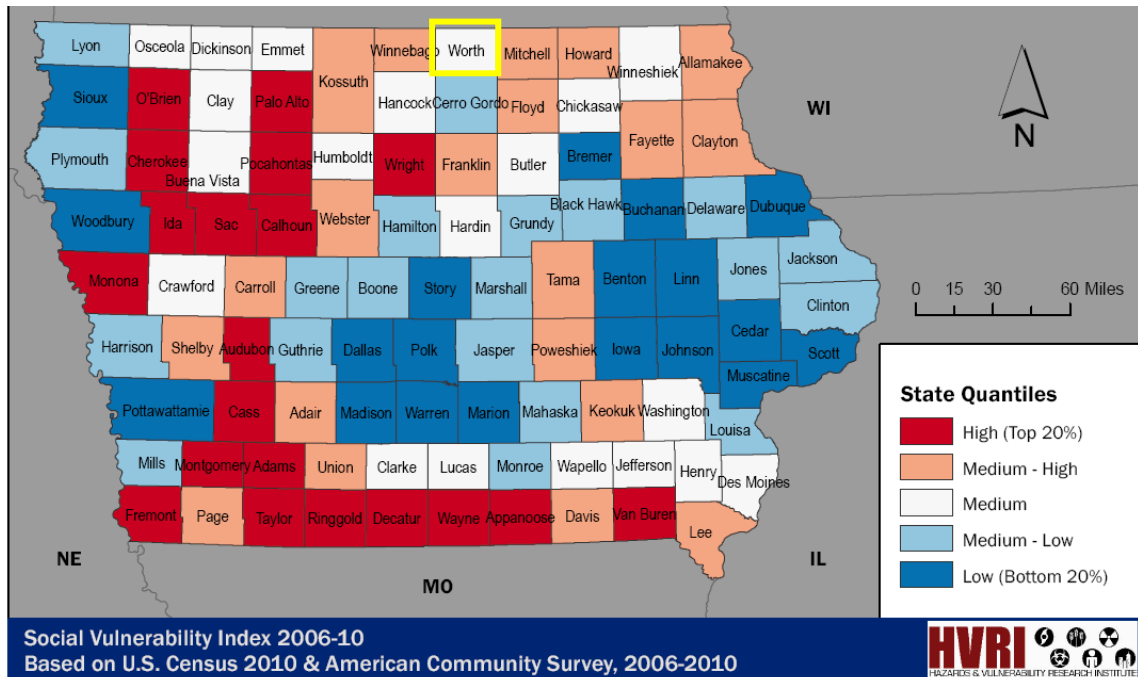 Lyon
Osceola
Dickinson
Emmet
Kossuth
Winnebago
Worth
Mitchell
Howard
Winneshiek
Allamakee
Sioux
O'Brien
Clay
Palo Alto
Hancock
Cerro Gordo
Floyd
Chickasaw
Fayette
Clayton
WI
N
Plymouth
Cherokee
Buena Vista
Pocahontas
Humboldt
Wright
Franklin
Butler
Bremer
Woodbury
Ida
Sac
Calhoun
Webster
Hamilton
Hardin
Grundy
Black Hawk
Buchanan
Delaware
Dubuque
Monona
Crawford
Carroll
Greene
Boone
Story
Marshall
Tama
Benton
Linn
Jones
Jackson
Clinton
0 15 30 60 Miles
Harrison
Shelby
Audubon
Guthrie
Dallas
Polk
Jasper
Poweshiek
Iowa
Johnson
Cedar
Scott
Muscatine
Pottawattamie
Cass
Adair
Madison
Warren
Marion
Mahaska
Keokuk
Washington
Louisa
Mills
Montgomery
Adams
Union
Clarke
Lucas
Monroe
Wapello
Jefferson
Henry
Des Moines
Fremont
Page
Taylor
Ringgold
Decatur
Wayne
Appanoose
Davis
Van Buren
Lee
NE
MO
IL
State Quantiles
High (Top 20%)
Medium - High
Medium
Medium - Low
Low (Bottom 20%)
Social Vulnerability Index 2006-10
Based on U.S. Census 2010 & American Community Survey, 2006-2010
HVRI
HAZARDS & VULNERABILITY RESEARCH INSTITUTE